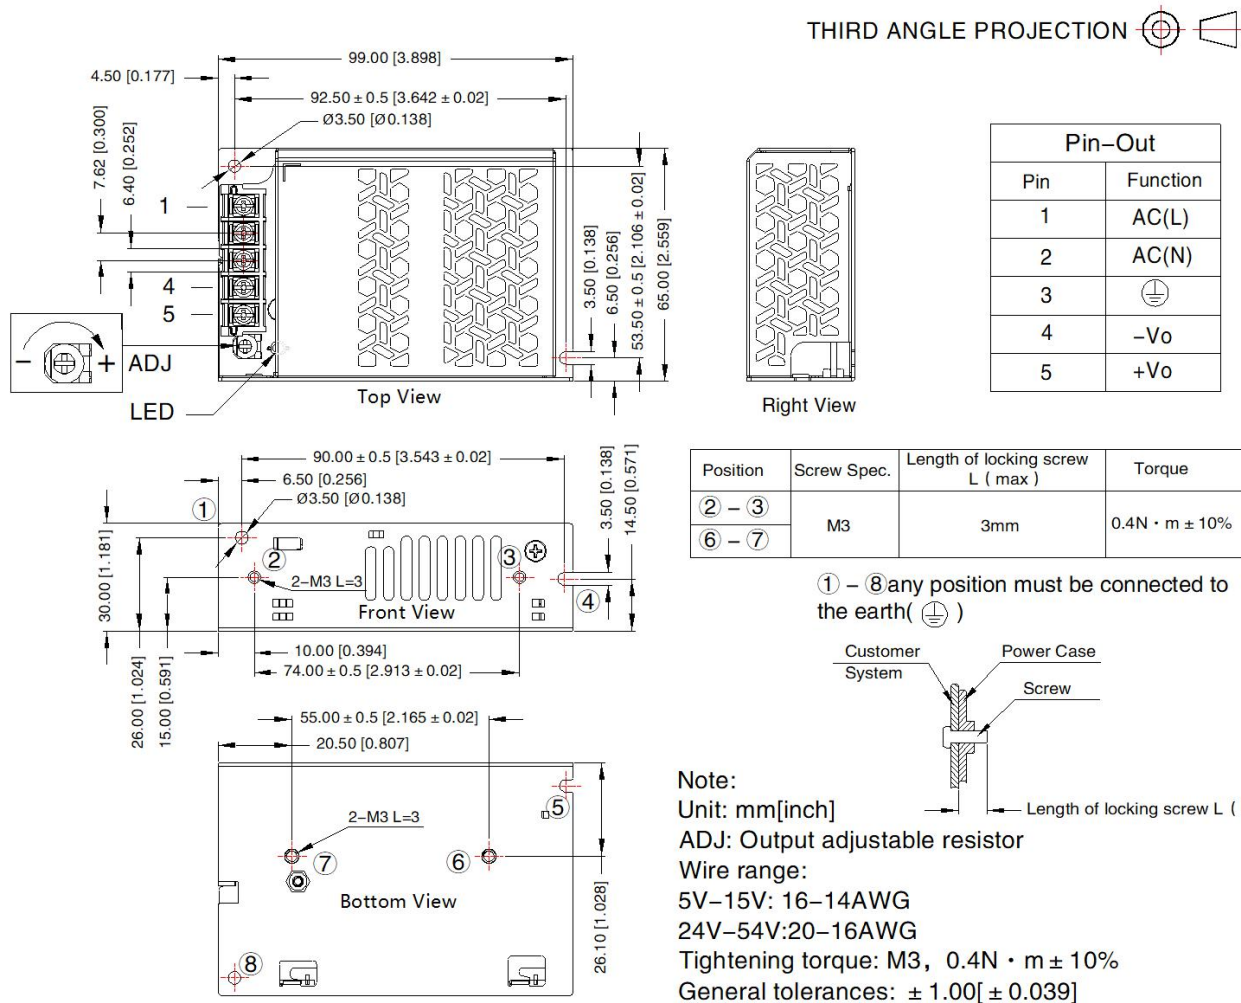 THIRD ANGLE PROJECTION
99.00 [3.898]
4.50 [0.177]
92.50 ± 0.5 [3.642 ± 0.02]
Ø3.50 [Ø0.138]
7.62 [0.300]
6.40 [0.252]
1
4
5
− + ADJ
LED
3.50 [0.138]
6.50 [0.256]
53.50 ± 0.5 [2.106 ± 0.02]
65.00 [2.559]
Top View
Right View
Pin−Out
Pin Function
1 AC(L)
2 AC(N)
3
4 −Vo
5 +Vo
90.00 ± 0.5 [3.543 ± 0.02]
6.50 [0.256]
Ø3.50 [Ø0.138]
① ② ③ ④
2−M3 L=3
Front View
3.50 [0.138]
14.50 [0.571]
30.00 [1.181]
26.00 [1.024]
15.00 [0.591]
10.00 [0.394]
74.00 ± 0.5 [2.913 ± 0.02]
Position Screw Spec. Length of locking screw L ( max ) Torque
② − ③ M3 3mm 0.4N · m ± 10%
⑥ − ⑦
① − ⑧any position must be connected to
the earth( )
Customer System
Power Case
Screw
Length of locking screw L (
55.00 ± 0.5 [2.165 ± 0.02]
20.50 [0.807]
2−M3 L=3
⑤ ⑥ ⑦ ⑧
Bottom View
26.10 [1.028]
Note:
Unit: mm[inch]
ADJ: Output adjustable resistor
Wire range:
5V−15V: 16−14AWG
24V−54V:20−16AWG
Tightening torque: M3, 0.4N · m ± 10%
General tolerances: ± 1.00[ ± 0.039]